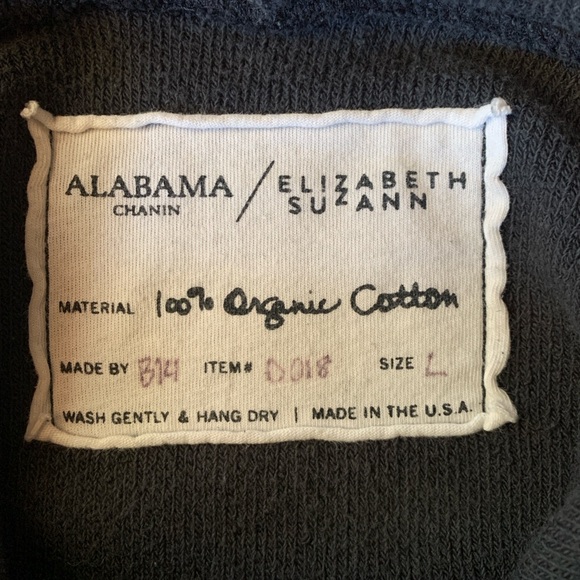 ALABAMA / ELIZABETH
CHANIN SUZANN
MATERIAL 100% Organic Cotton
MADE BY B14 ITEM# D018 SIZE L
WASH GENTLY & HANG DRY | MADE IN THE U.S.A.